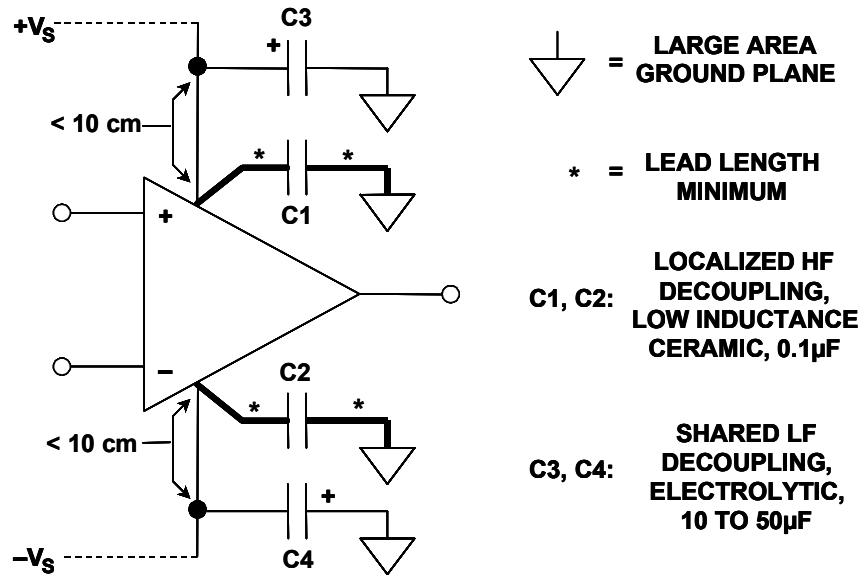 +VS
C3
+
< 10 cm
*
*
C1
+
–
C2
*
*
< 10 cm
+
C4
–VS
=
LARGE AREA
GROUND PLANE
* =
LEAD LENGTH
MINIMUM
C1, C2:
LOCALIZED HF
DECOUPLING,
LOW INDUCTANCE
CERAMIC, 0.1µF
C3, C4:
SHARED LF
DECOUPLING,
ELECTROLYTIC,
10 TO 50µF